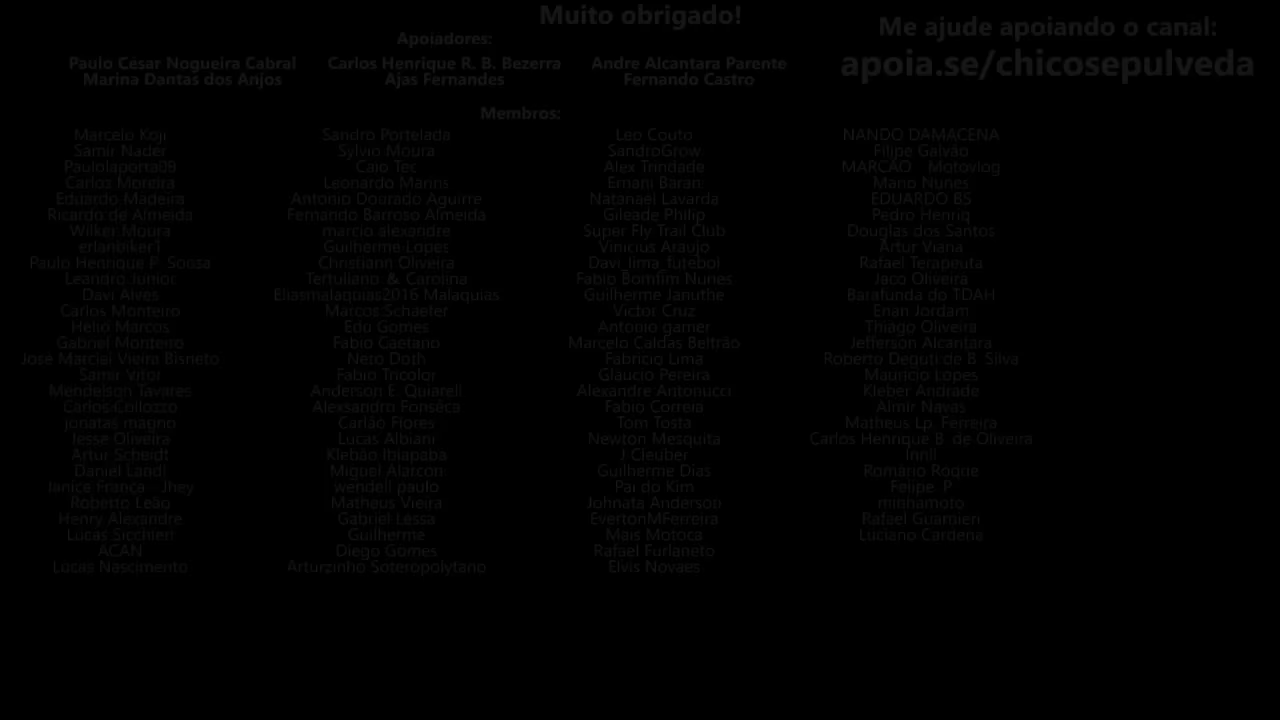 Muito obrigado!
Me ajude apoiando o canal:
apoia.se/chicosepulveda
Apoiadores:
Paulo César Nogueira Cabral
Marina Dantas dos Anjos
Carlos Henrique R. B. Bezerra
Ajas Fernandes
Andre Alcantara Parente
Fernando Castro
Membros:
Marcelo Koji
Samir Nader
Paulolaporta09
Carlos Moreira
Eduardo Madeira
Ricardo de Almeida
Wilker Moura
erlanbiker1
Paulo Henrique P. Souza
Leandro Junior
Davi Alves
Carlos Monteiro
Helio Marcos
Gabriel Monteiro
Jose Marcial Vieira Bisneto
Samir Vitor
Mendelson Tavares
Carlos Collozzo
jonatas magno
Jesse Oliveira
Artur Scheidt
Daniel Landi
Janice França Jhey
Roberto Leão
Henry Alexandre
Lucas Sicchieri
ACAN
Lucas Nascimento
Sandro Portelada
Sylvio Moura
Caio Tec
Leonardo Marins
Antonio Dourado Aguirre
Fernando Barroso Almeida
marcio alexandre
Guilherme Lopes
Christiann Oliveira
Tertuliano & Carolina
Eliasmalaquias2016 Malaquias
Marcos Schaefer
Edo Gomes
Fabio Caetano
Neto Doth
Fabio Tricolor
Anderson E. Quiarell
Alexsandro Fonsêca
Carlão Flores
Lucas Albiani
Klebão Ibiapaba
Miguel Alarcon
wendell paulo
Matheus Vieira
Gabriel Lessa
Guilherme
Diego Gomes
Arturzinho Soteropolytano
Leo Couto
SandroGrow
Alex Trindade
Ernani Baran
Natanael Lavarda
Gileade Philip
Super Fly Trail Club
Vinicius Araujo
Davi_lima_futebol
Fabio Bomfim Nunes
Guilherme Januthe
Victor Cruz
Antonio gamer
Marcelo Caldas Beltrão
Fabricio Lima
Glaucio Pereira
Alexandre Antonucci
Fabio Correia
Tom Tosta
Newton Mesquita
J Cleuber
Guilherme Dias
Pai do Kim
Johnata Anderson
EvertonMFerreira
Mais Motoca
Rafael Furlaneto
Elvis Novaes
NANDO DAMACENA
Filipe Galvão
MARCÃO Motovlog
Mario Nunes
EDUARDO BS
Pedro Henriq
Douglas dos Santos
Artur Viana
Rafael Terapeuta
Jaco Oliveira
Barafunda do TDAH
Enan Jordam
Thiago Oliveira
Jefferson Alcantara
Roberto Deguti de B. Silva
Mauricio Lopes
Kleber Andrade
Almir Navas
Matheus Lp. Ferreira
Carlos Henrique B. de Oliveira
Romário Roque
Felipe. P
minhamoto
Rafael Guarnieri
Luciano Cardena